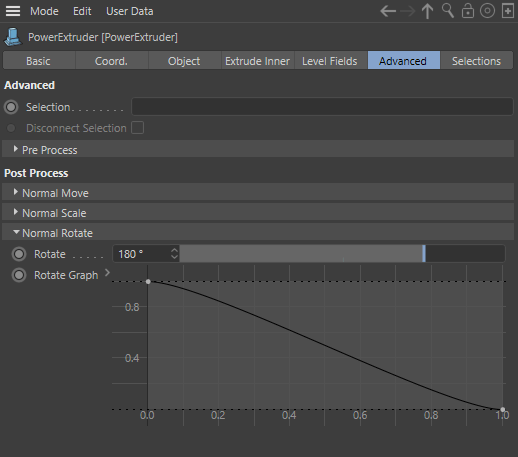 Mode Edit User Data
PowerExtruder [PowerExtruder]
Basic Coord. Object Extrude Inner Level Fields Advanced Selections
Advanced
Selection . . . . . . . .
Disconnect Selection
Pre Process
Post Process
Normal Move
Normal Scale
Normal Rotate
Rotate . . . . . 180 °
Rotate Graph
0.8
0.4
0.0 0.2 0.4 0.6 0.8 1.0